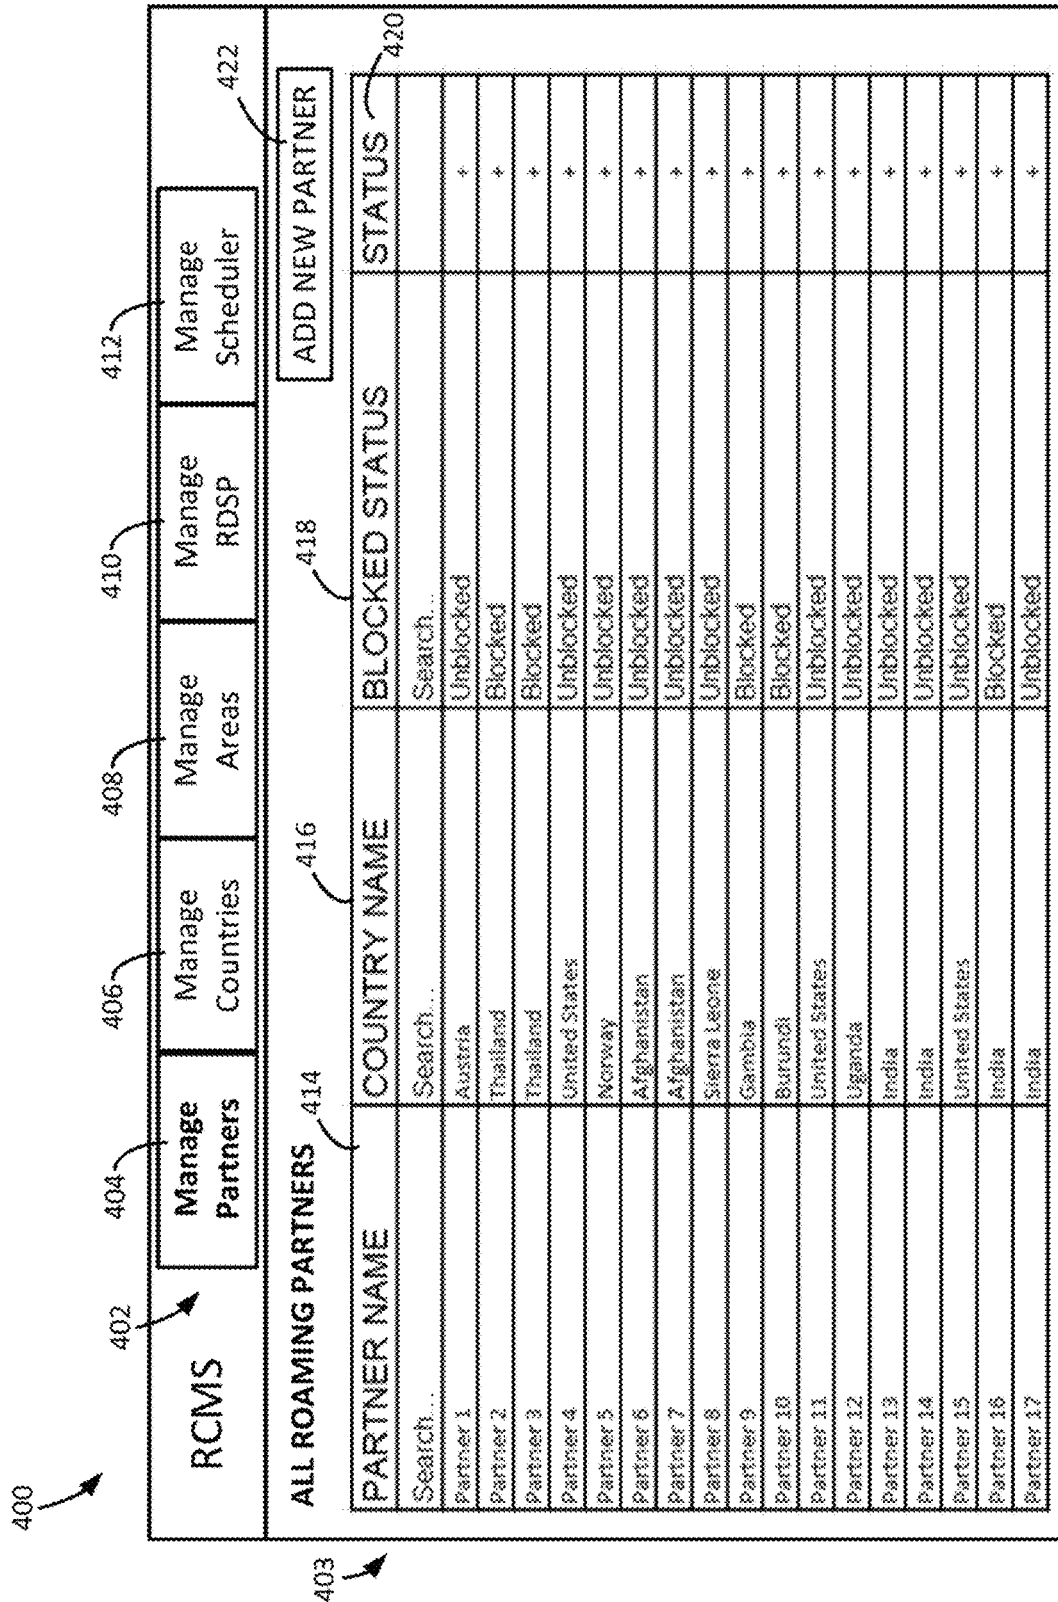 400
402
404
406
408
410
412
RCMS
Manage
Partners
Manage
Countries
Manage
Areas
Manage
RDSP
Manage
Scheduler
422
403
ALL ROAMING PARTNERS
414
416
418
ADD NEW PARTNER
420
PARTNER NAME COUNTRY NAME BLOCKED STATUS STATUS
Search... Search... Search...
Partner 1 Austria Unblocked +
Partner 2 Thailand Blocked +
Partner 3 Thailand Blocked +
Partner 4 United States Unblocked +
Partner 5 Norway Unblocked +
Partner 6 Afghanistan Unblocked +
Partner 7 Afghanistan Unblocked +
Partner 8 Sierra Leone Unblocked +
Partner 9 Gambia Blocked +
Partner 10 Burundi Blocked +
Partner 11 United States Unblocked +
Partner 12 Uganda Unblocked +
Partner 13 India Unblocked +
Partner 14 India Unblocked +
Partner 15 United States Unblocked +
Partner 16 India Blocked +
Partner 17 India Unblocked +